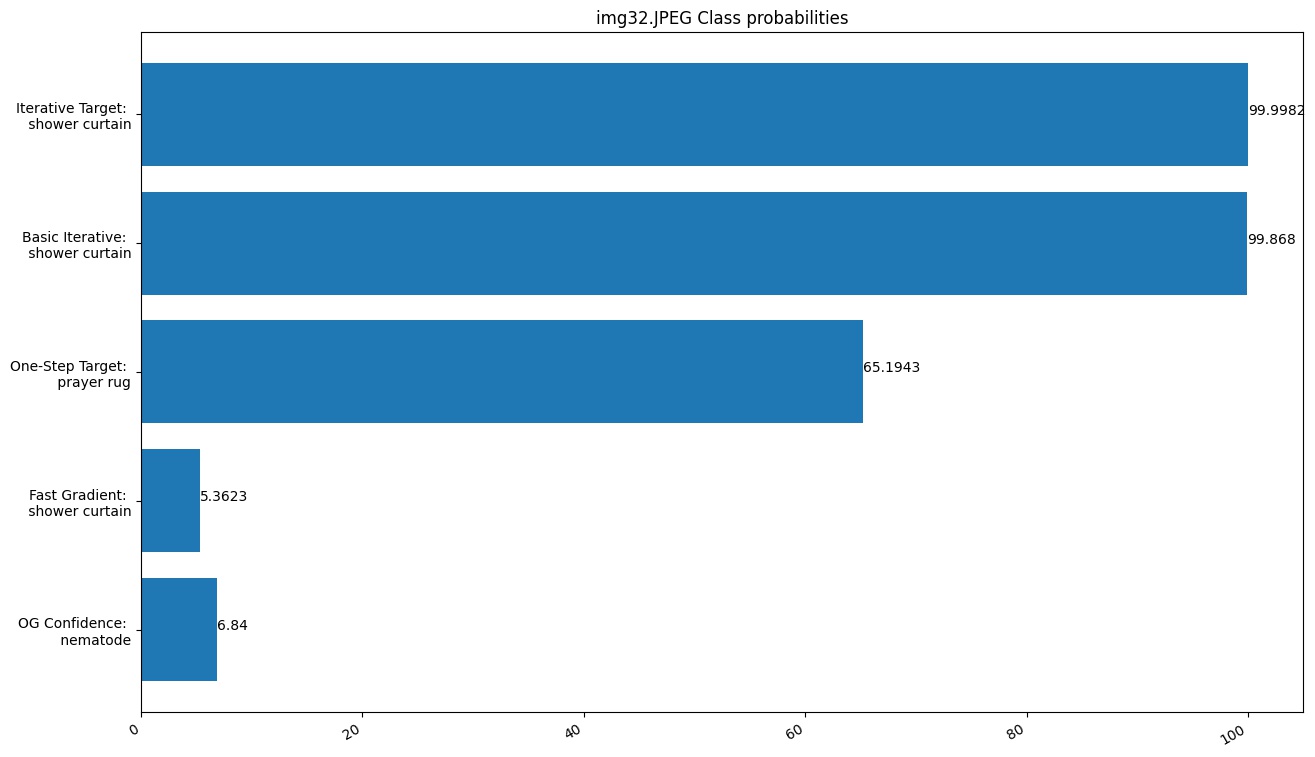 img32.JPEG Class probabilities
Iterative Target:
shower curtain
99.9982
Basic Iterative:
shower curtain
99.868
One-Step Target:
prayer rug
65.1943
Fast Gradient:
shower curtain
5.3623
OG Confidence:
nematode
6.84
0
20
40
60
80
100